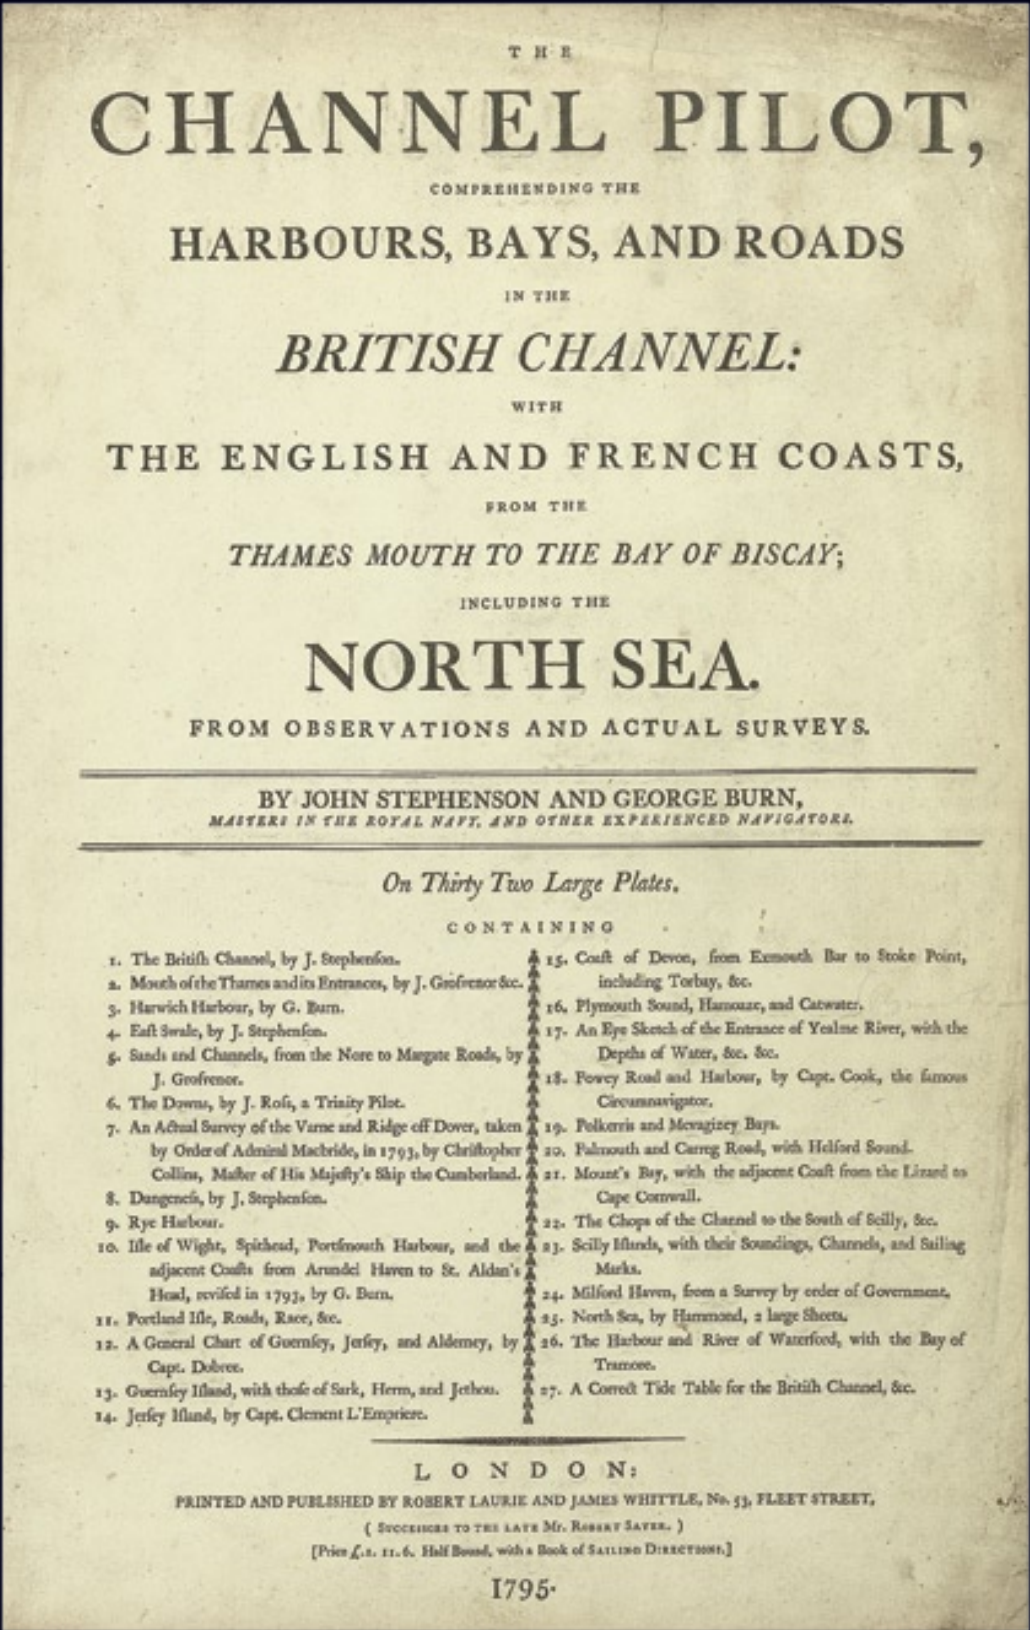 THE
CHANNEL PILOT,
COMPREHENDING THE
HARBOURS, BAYS, AND ROADS
IN THE
BRITISH CHANNEL:
WITH
THE ENGLISH AND FRENCH COASTS,
FROM THE
THAMES MOUTH TO THE BAY OF BISCAY;
INCLUDING THE
NORTH SEA.
FROM OBSERVATIONS AND ACTUAL SURVEYS.
BY JOHN STEPHENSON AND GEORGE BURN,
MASTERS IN THE ROYAL NAVY, AND OTHER EXPERIENCED NAVIGATORS.
On Thirty Two Large Plates.
CONTAINING
1. The Britiſh Channel, by J. Stephenſon.
2. Mouth of the Thames and its Entrances, by J. Groſvenor &c.
3. Harwich Harbour, by G. Burn.
4. Eaſt Swale, by J. Stephenſon.
5. Sands and Channels, from the Nore to Margate Roads, by
J. Groſvenor.
6. The Downs, by J. Roſs, a Trinity Pilot.
7. An Actual Survey of the Varne and Ridge off Dover, taken
by Order of Admiral Macbride, in 1793, by Chriſtopher
Collins, Maſter of His Majeſty's Ship the Cumberland.
8. Dungeneſs, by J. Stephenſon.
9. Rye Harbour.
10. Iſle of Wight, Spithead, Portſmouth Harbour, and the
adjacent Coaſts from Arundel Haven to St. Aldan's
Head, reviſed in 1793, by G. Burn.
11. Portland Iſle, Roads, Race, &c.
12. A General Chart of Guernſey, Jerſey, and Alderney, by
Capt. Dobree.
13. Guernſey Iſland, with thoſe of Sark, Herm, and Jethou.
14. Jerſey Iſland, by Capt. Clement L'Empriere.
15. Coaſt of Devon, from Exmouth Bar to Stoke Point,
including Torbay, &c.
16. Plymouth Sound, Hamoaze, and Catwater.
17. An Eye Sketch of the Entrance of Yealme River, with the
Depths of Water, &c. &c.
18. Fowey Road and Harbour, by Capt. Cook, the famous
Circumnavigator.
19. Polkerris and Mevagizey Bays.
20. Falmouth and Carreg Road, with Helford Sound.
21. Mount's Bay, with the adjacent Coaſt from the Lizard to
Cape Cornwall.
22. The Chops of the Channel to the South of Scilly, &c.
23. Scilly Iſlands, with their Soundings, Channels, and Sailing
Marks.
24. Milford Haven, from a Survey by order of Government.
25. North Sea, by Hammond, 2 large Sheets.
26. The Harbour and River of Waterford, with the Bay of
Tramore.
27. A Correct Tide Table for the Britiſh Channel, &c.
LONDON:
PRINTED AND PUBLISHED BY ROBERT LAURIE AND JAMES WHITTLE, No. 53, FLEET STREET,
( SUCCESSORS TO THE LATE Mr. ROBERT SAYER. )
[Price £.2. 11. 6. Half Bound, with a Book of SAILING DIRECTIONS.]
1795.